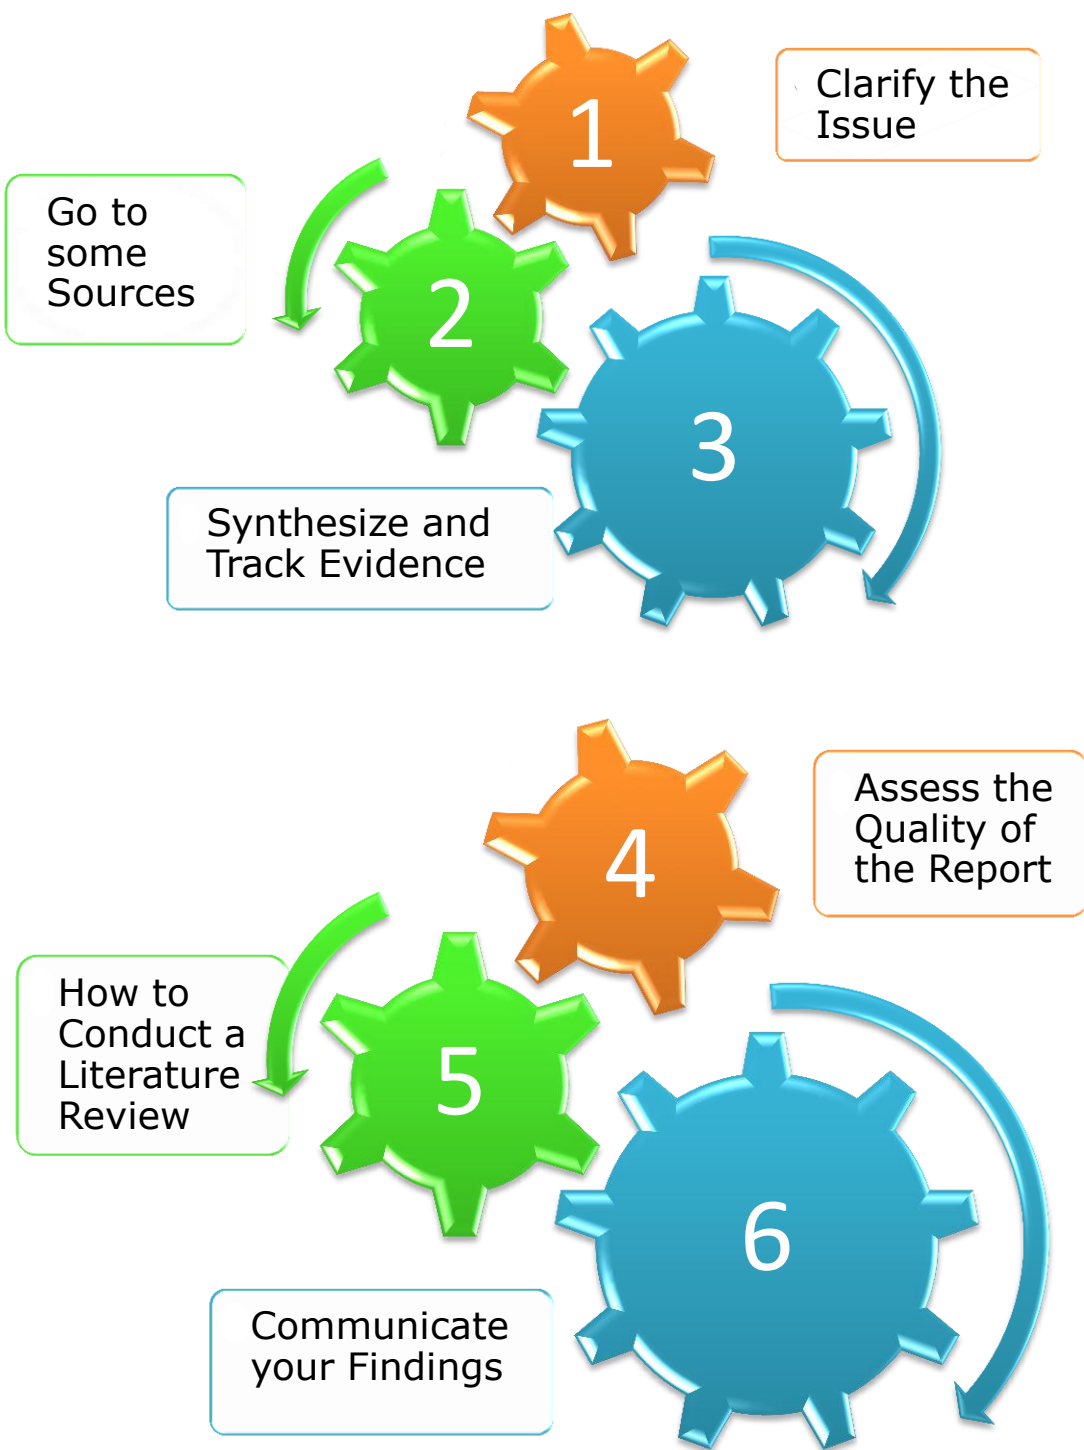 1
Clarify the
Issue
Go to
some
Sources
2
3
Synthesize and
Track Evidence
4
Assess the
Quality of
the Report
How to
Conduct a
Literature
Review
5
6
Communicate
your Findings